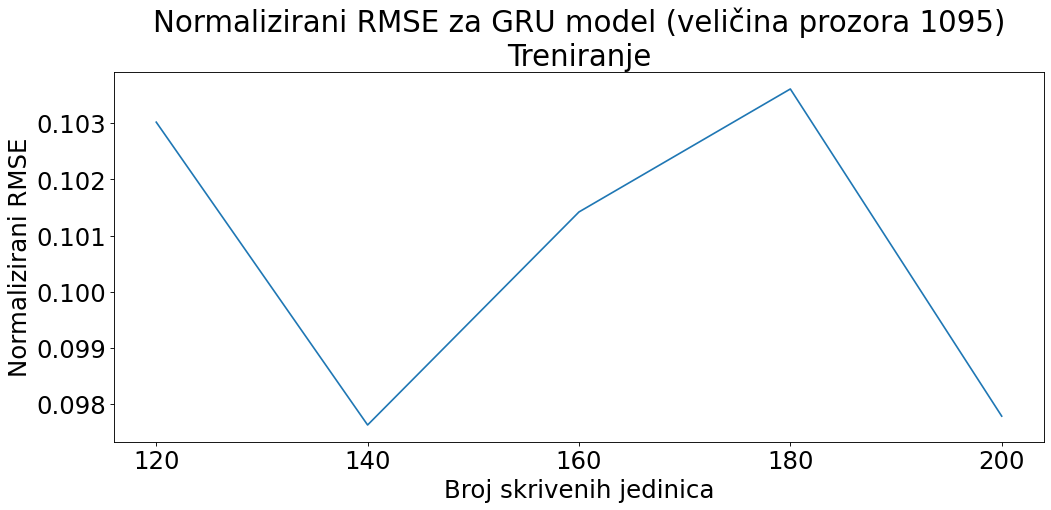 Normalizirani RMSE za GRU model (veličina prozora 1095)
Treniranje
Normalizirani RMSE
0.103
0.102
0.101
0.100
0.099
0.098
120 140 160 180 200
Broj skrivenih jedinica